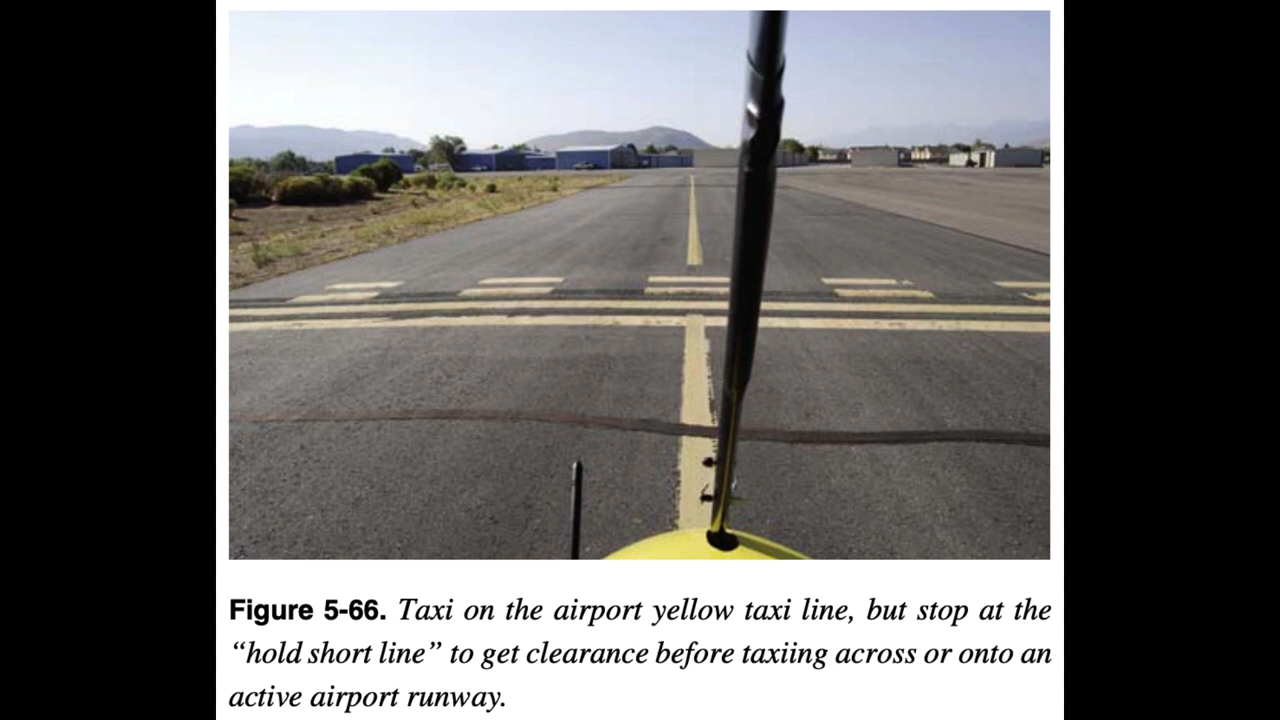 Figure 5-66. Taxi on the airport yellow taxi line, but stop at the
“hold short line” to get clearance before taxiing across or onto an
active airport runway.